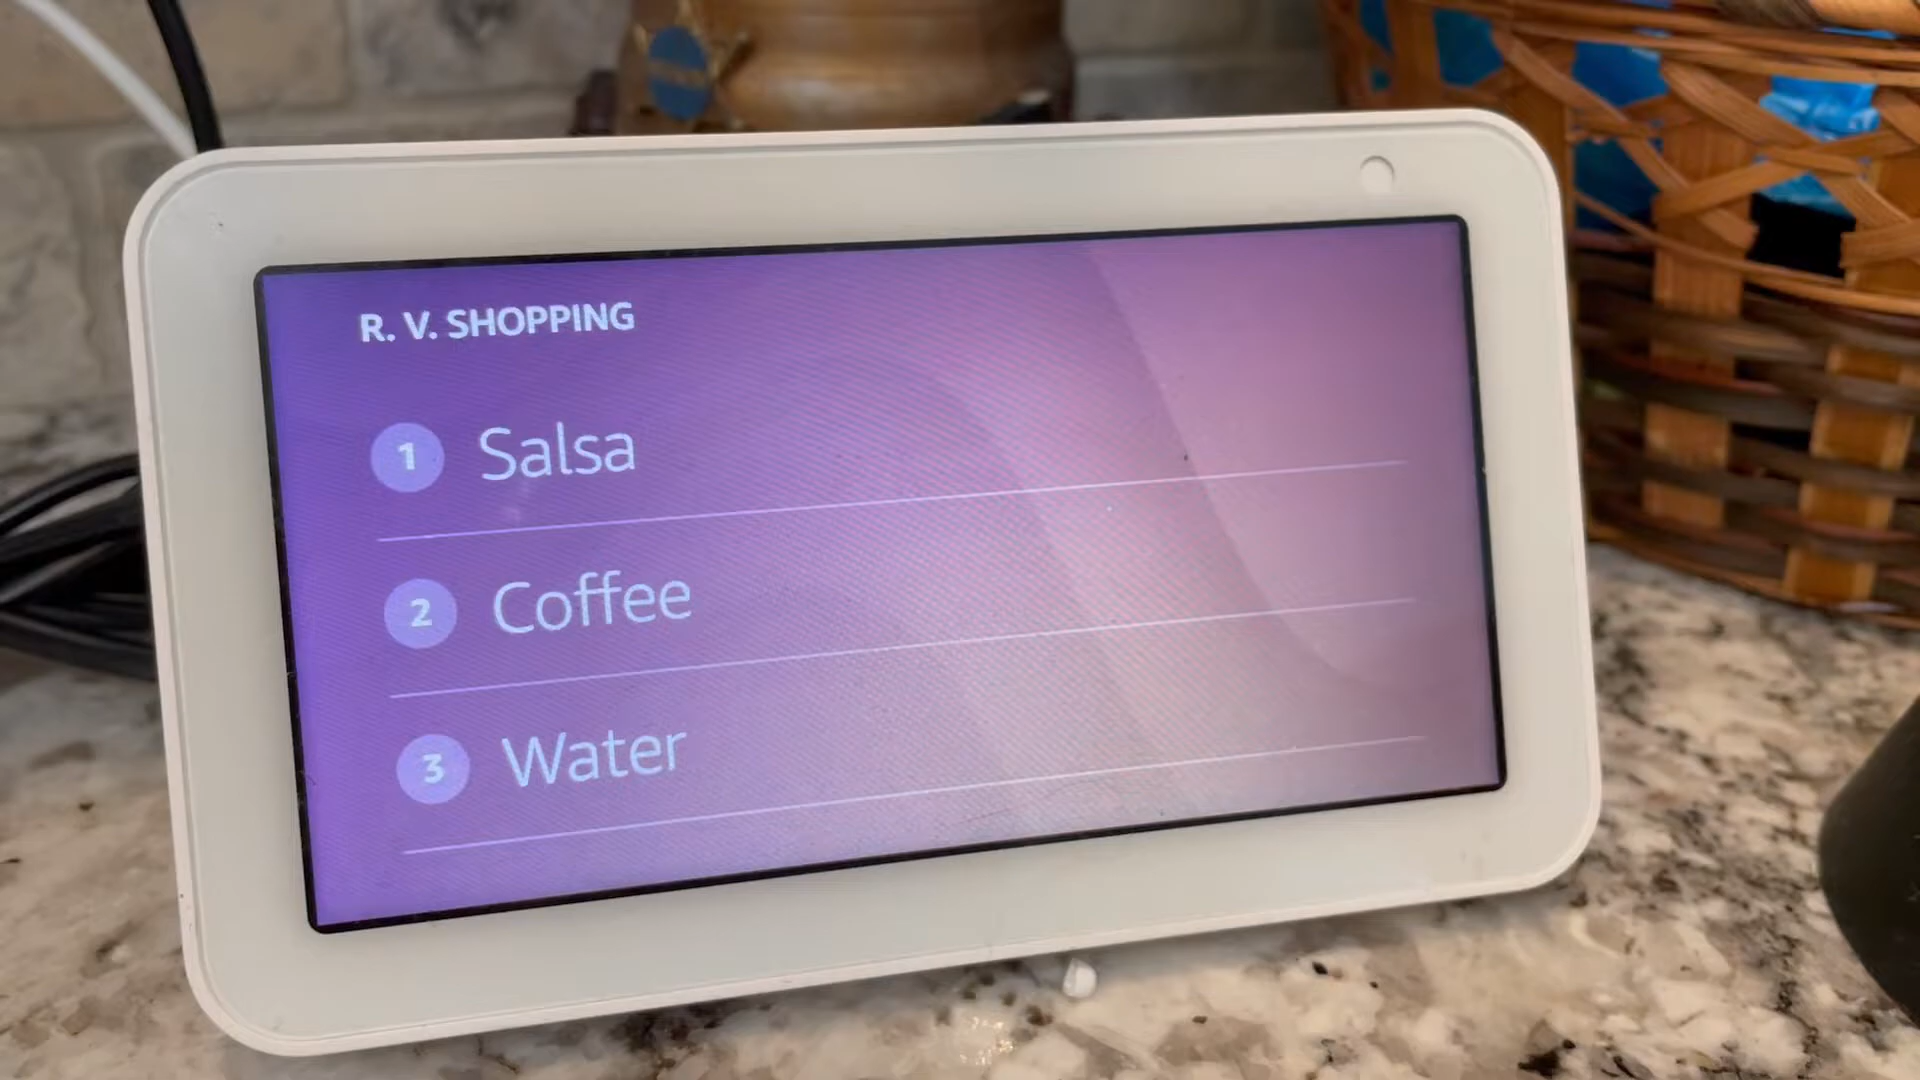 R. V. SHOPPING
1 Salsa
2 Coffee
3 Water